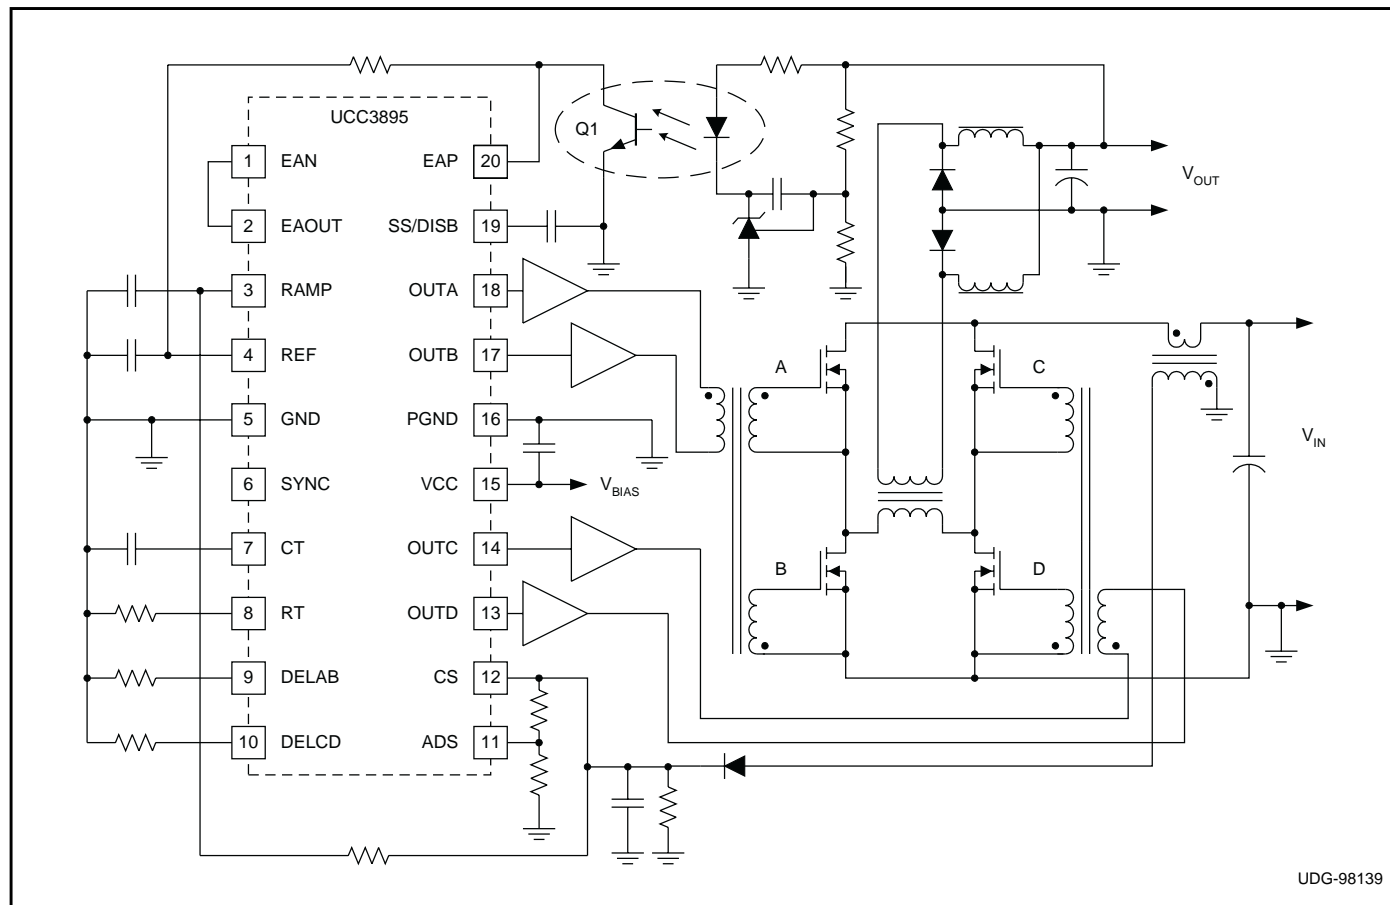 UCC3895
Q1
1 EAN EAP 20
2 EAOUT SS/DISB 19
3 RAMP OUTA 18
4 REF OUTB 17
5 GND PGND 16
6 SYNC VCC 15
7 CT OUTC 14
8 RT OUTD 13
9 DELAB CS 12
10 DELCD ADS 11
VBIAS
VOUT
A
C
B
D
VIN
UDG-98139